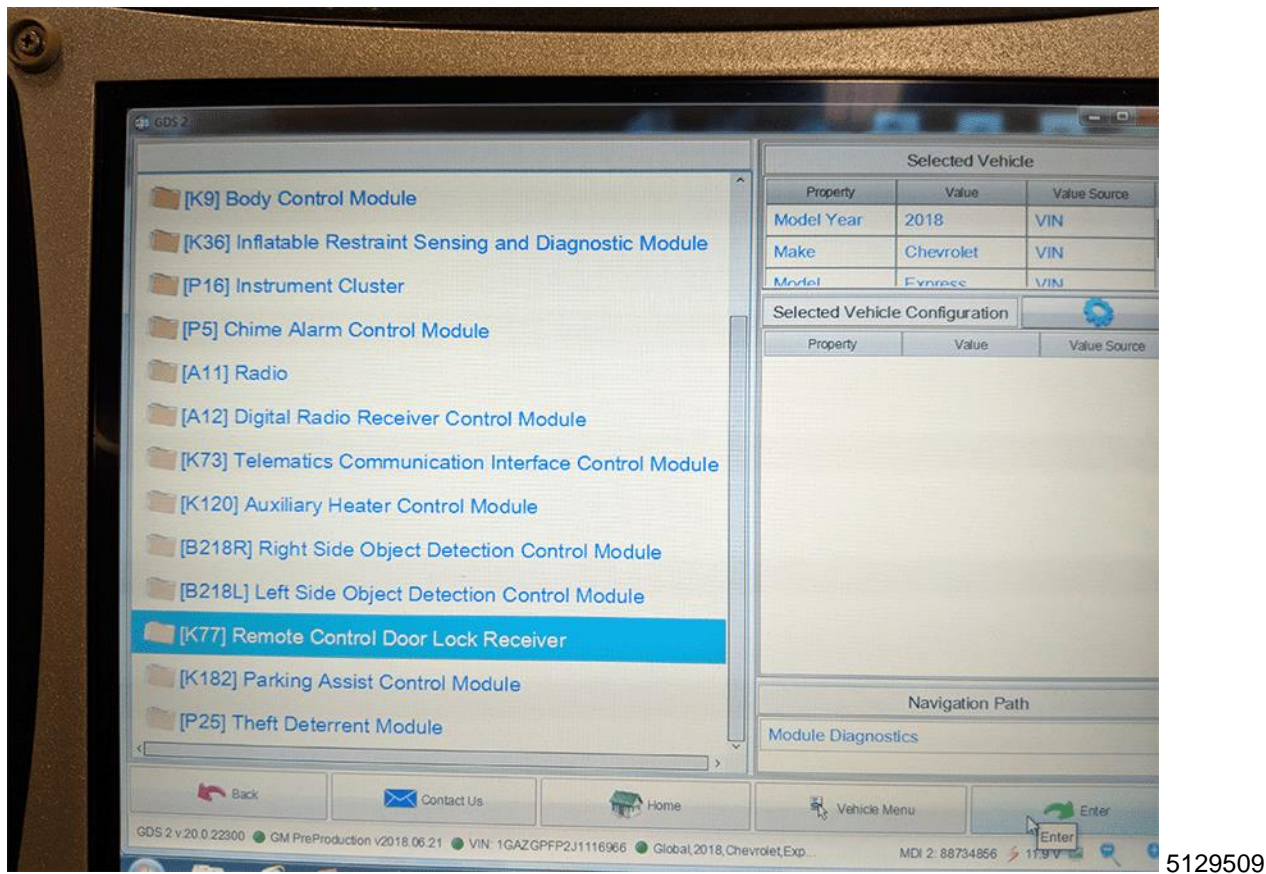 GDS 2
[K9] Body Control Module
[K36] Inflatable Restraint Sensing and Diagnostic Module
[P16] Instrument Cluster
[P5] Chime Alarm Control Module
[A11] Radio
[A12] Digital Radio Receiver Control Module
[K73] Telematics Communication Interface Control Module
[K120] Auxiliary Heater Control Module
[B218R] Right Side Object Detection Control Module
[B218L] Left Side Object Detection Control Module
[K77] Remote Control Door Lock Receiver
[K182] Parking Assist Control Module
[P25] Theft Deterrent Module
Selected Vehicle
Property Value Value Source
Model Year 2018 VIN
Make Chevrolet VIN
Model Express VIN
Selected Vehicle Configuration
Property Value Value Source
Navigation Path
Module Diagnostics
Back Contact Us Home Vehicle Menu Enter
Enter
GDS 2 v.20.0.22300 GM PreProduction v2018.06.21 VIN: 1GAZGPFP2J1116966 Global,2018,Chevrolet,Exp... MDI 2: 88734856 11.9 V
5129509